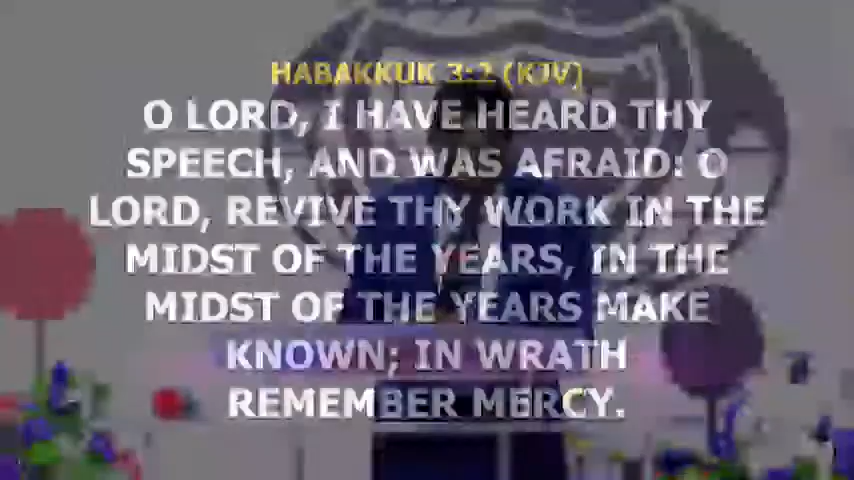 HABAKKUK 3:2 (KJV)
O LORD, I HAVE HEARD THY
SPEECH, AND WAS AFRAID: O
LORD, REVIVE THY WORK IN THE
MIDST OF THE YEARS, IN THE
MIDST OF THE YEARS MAKE
KNOWN; IN WRATH
REMEMBER MERCY.